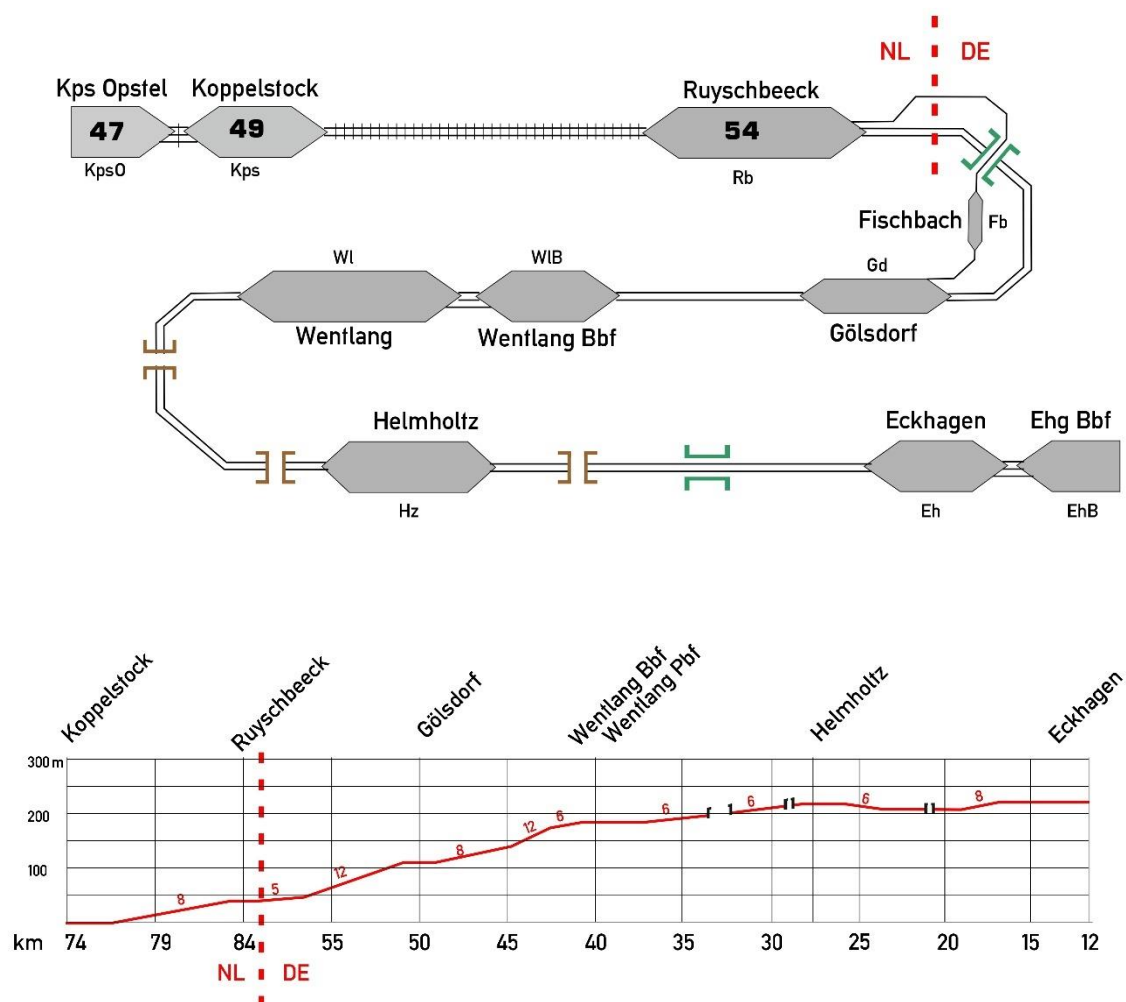 NL DE
Kps Opstel Koppelstock Ruyschbeeck
47 49 54
KpsO Kps Rb
Fischbach Fb
Wl WlB Gd
Wentlang Wentlang Bbf Gölsdorf
Helmholtz Eckhagen Ehg Bbf
Hz Eh EhB
Koppelstock
Ruyschbeeck
Gölsdorf
Wentlang Bbf
Wentlang Pbf
Helmholtz
Eckhagen
300 m
200
100
8 5 12 8 12 6 6 6 6 8
km 74 79 84 55 50 45 40 35 30 25 20 15 12
NL DE